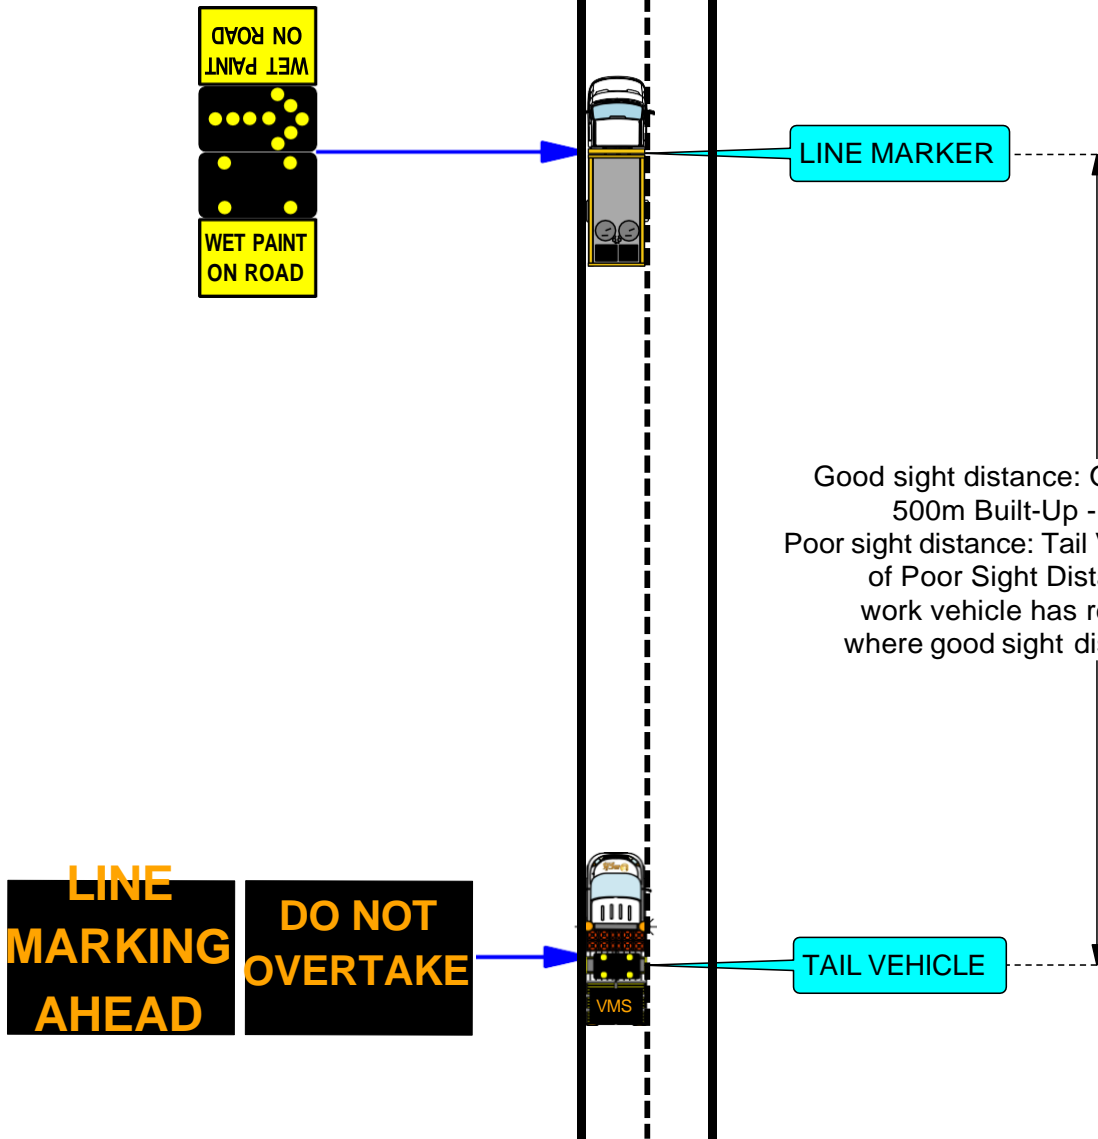 WET PAINT
ON ROAD
WET PAINT
ON ROAD
LINE MARKER
Good sight distance:
500m Built-Up -
Poor sight distance: Tail
of Poor Sight
work vehicle has
where good sight
LINE
MARKING
AHEAD
DO NOT
OVERTAKE
TAIL VEHICLE
VMS